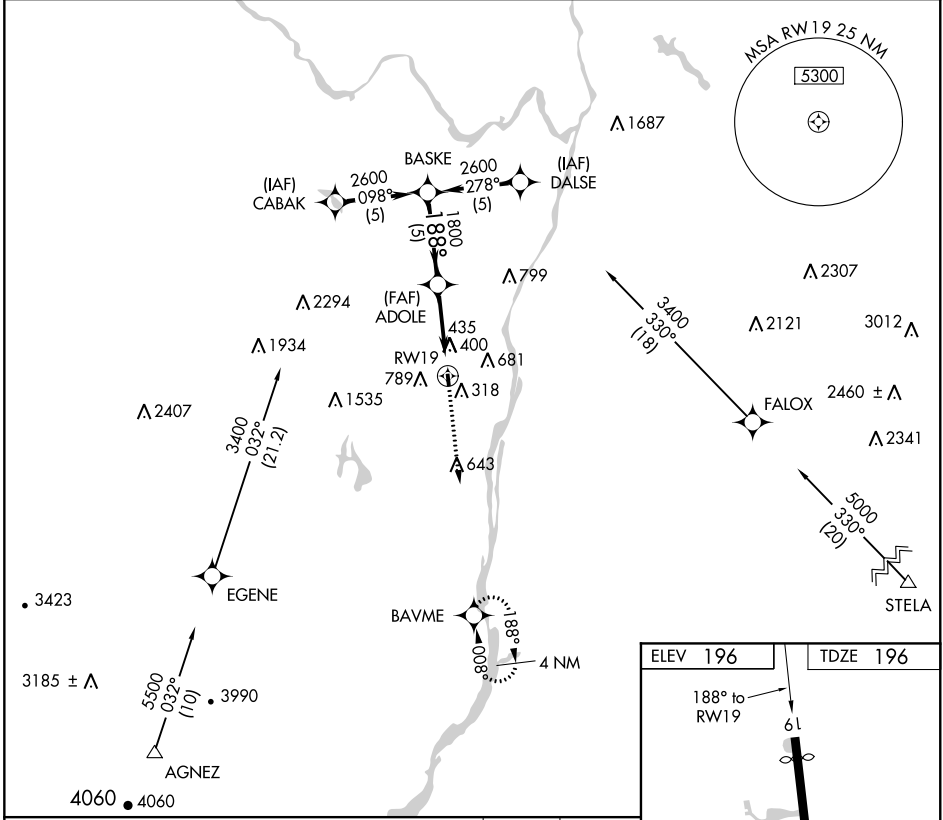 MSA RW19 25 NM
5300
1687
BASKE
(IAF)
CABAK
2600
098°
(5)
2600
278°
(5)
(IAF)
DALSE
1800
188°
(5)
799
2307
2294
(FAF)
ADOLE
3400
330°
(18)
2121
3012
435
400
1934
RW19
681
789
318
2460 ±
1535
FALOX
2407
2341
3400
032°
(21.2)
643
5000
330°
(20)
EGENE
STELA
3423
BAVME
188°
008°
4 NM
ELEV 196
TDZE 196
3185 ±
5500
032°
(10)
3990
188° to
RW19
19
AGNEZ
4060
4060